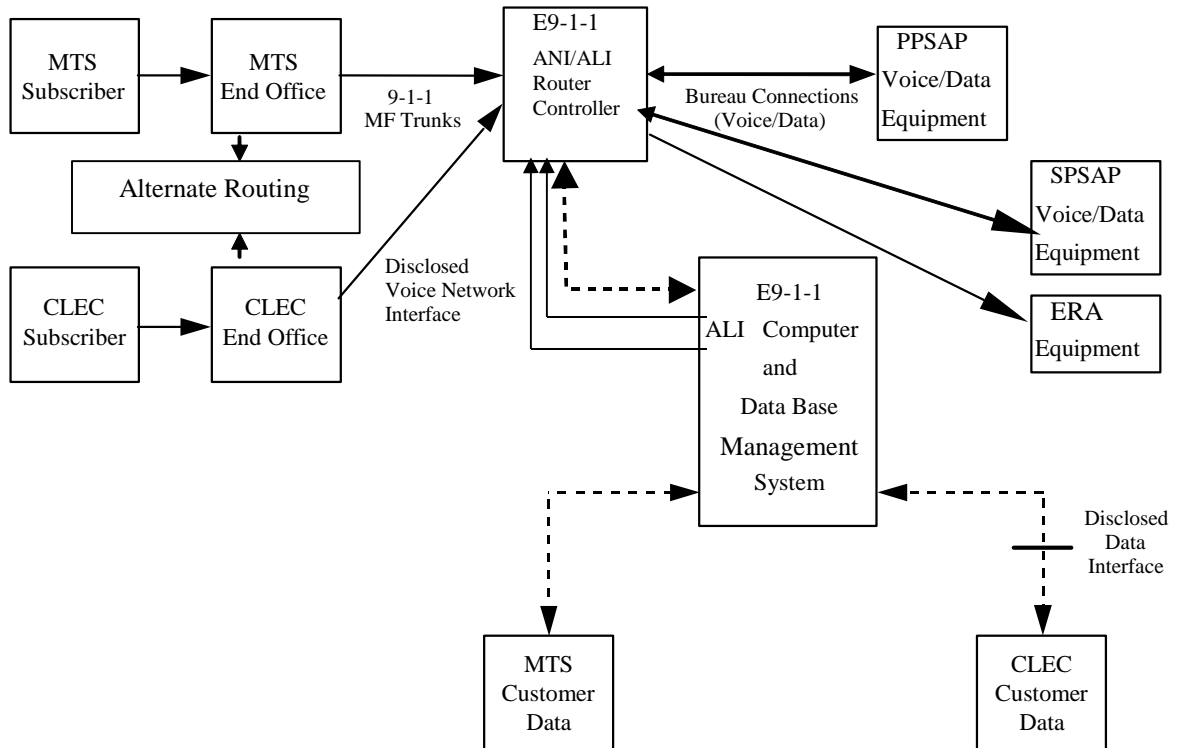 MTS
Subscriber
MTS
End Office
9-1-1
MF Trunks
E9-1-1
ANI/ALI
Router
Controller
Bureau Connections
(Voice/Data)
PPSAP
Voice/Data
Equipment
Alternate Routing
SPSAP
Voice/Data
Equipment
CLEC
Subscriber
CLEC
End Office
Disclosed
Voice Network
Interface
E9-1-1
ALI Computer
and
Data Base
Management
System
ERA
Equipment
Disclosed
Data
Interface
MTS
Customer
Data
CLEC
Customer
Data